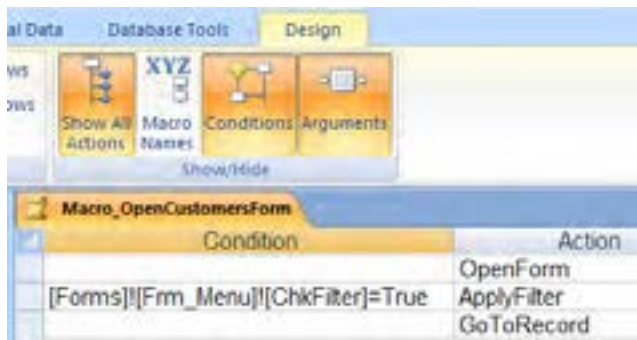 al Data Database Tools Design
ws
ows
Show All Actions
XYZ
Macro Names
Conditions
Arguments
Show/Hide
Macro_OpenCustomersForm
Condition Action
OpenForm
[Forms]![Frm_Menu]![ChkFilter]=True ApplyFilter
GoToRecord